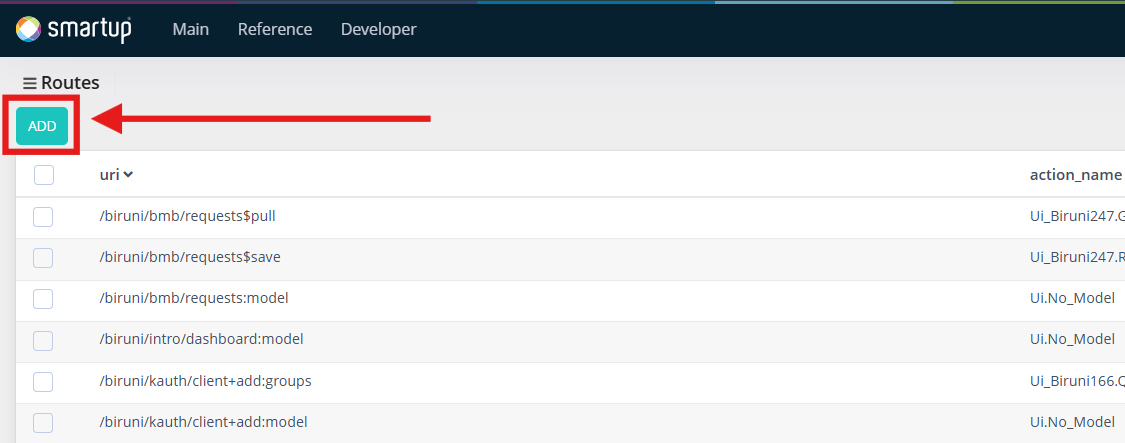 smartup Main Reference Developer
Routes
ADD
uri action_name
/biruni/bmb/requests$pull Ui_Biruni247.G
/biruni/bmb/requests$save Ui_Biruni247.R
/biruni/bmb/requests:model Ui.No_Model
/biruni/intro/dashboard:model Ui.No_Model
/biruni/kauth/client+add:groups Ui_Biruni166.Q
/biruni/kauth/client+add:model Ui.No_Model